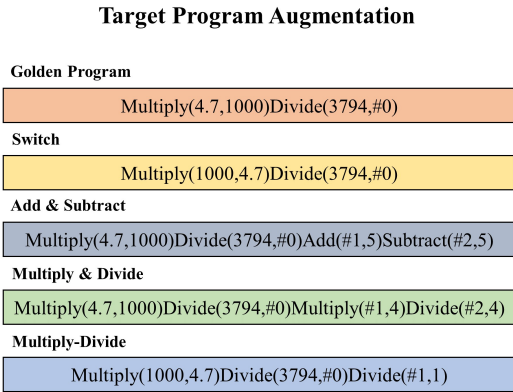 Target Program Augmentation
Golden Program
Multiply(4.7,1000)Divide(3794,#0)
Switch
Multiply(1000,4.7)Divide(3794,#0)
Add & Subtract
Multiply(4.7,1000)Divide(3794,#0)Add(#1,5)Subtract(#2,5)
Multiply & Divide
Multiply(4.7,1000)Divide(3794,#0)Multiply(#1,4)Divide(#2,4)
Multiply-Divide
Multiply(1000,4.7)Divide(3794,#0)Divide(#1,1)